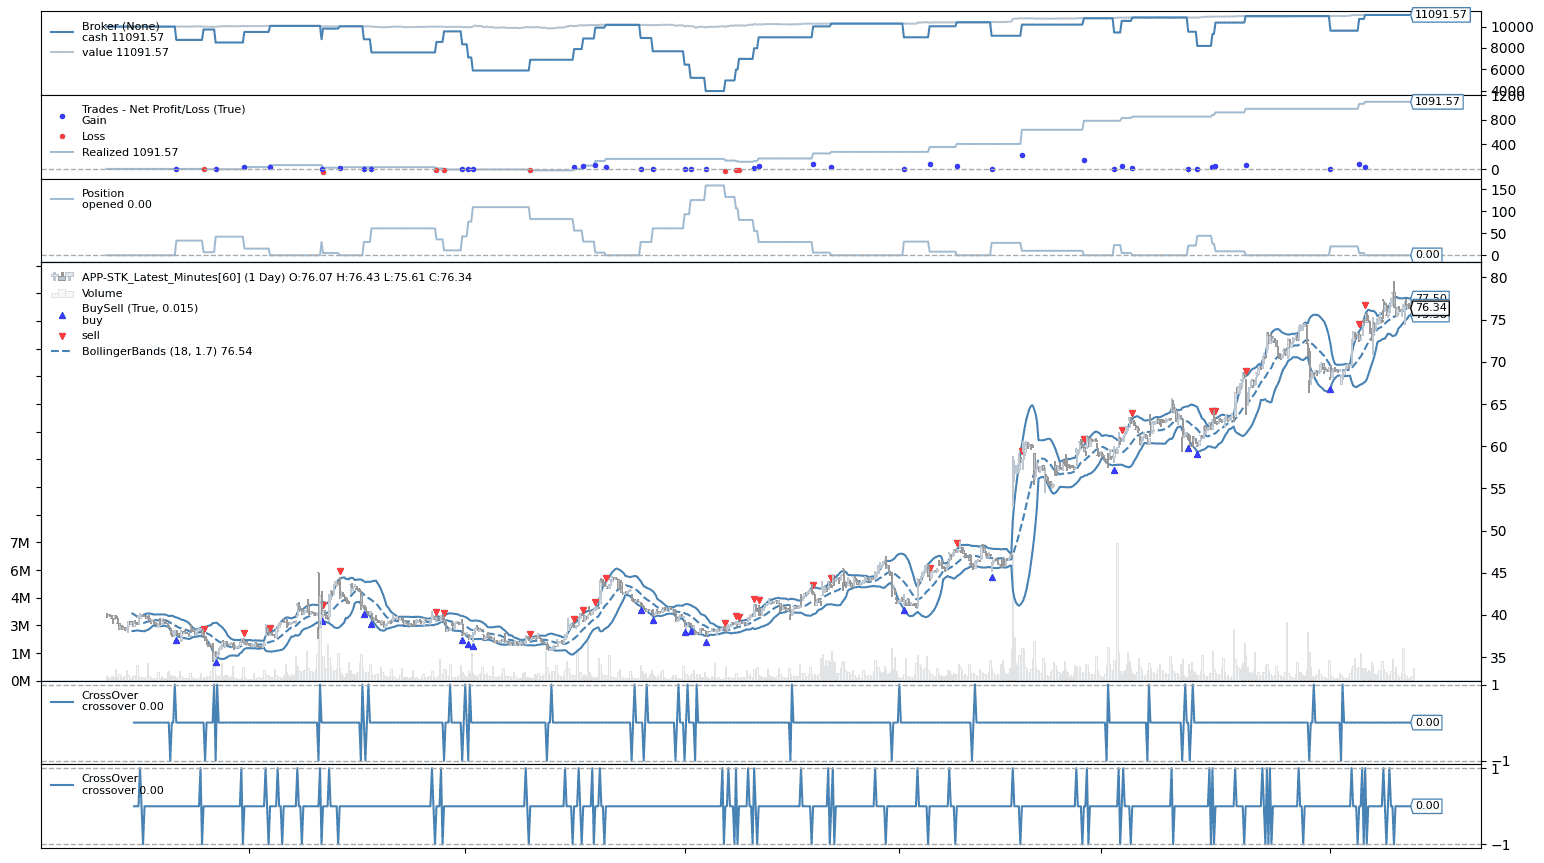 Broker (None)
cash 11091.57
value 11091.57
11091.57
10000
8000
6000
4000
Trades - Net Profit/Loss (True)
Gain
Loss
Realized 1091.57
1091.57
1200
800
400
0
Position
opened 0.00
150
100
50
0
0.00
APP-STK_Latest_Minutes[60] (1 Day) O:76.07 H:76.43 L:75.61 C:76.34
Volume
BuySell (True, 0.015)
buy
sell
BollingerBands (18, 1.7) 76.54
77.50
76.34
80
75
70
65
60
55
50
45
40
35
7M
6M
4M
3M
1M
0M
CrossOver
crossover 0.00
1
0.00
−1
CrossOver
crossover 0.00
1
0.00
−1